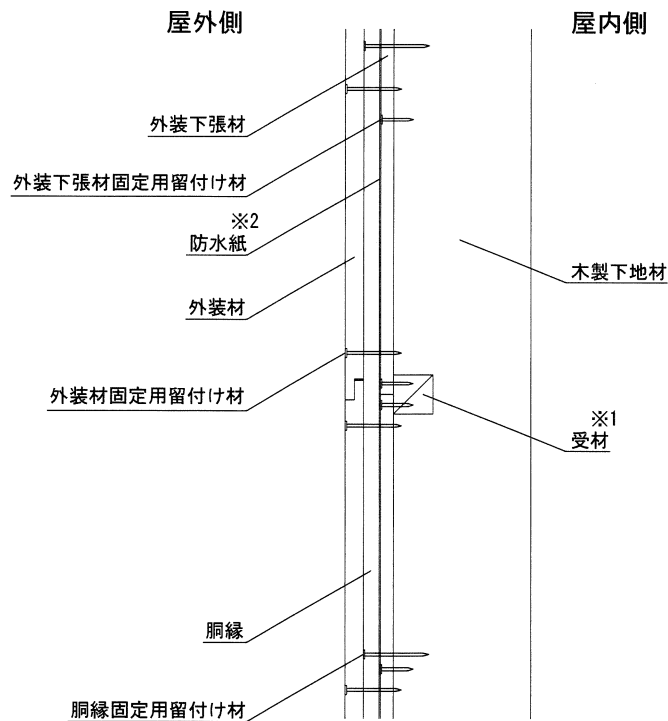 屋外側
屋内側
外装下張材
外装下張材固定用留付け材
※2
防水紙
木製下地材
外装材
外装材固定用留付け材
※1
受材
胴縁
胴縁固定用留付け材